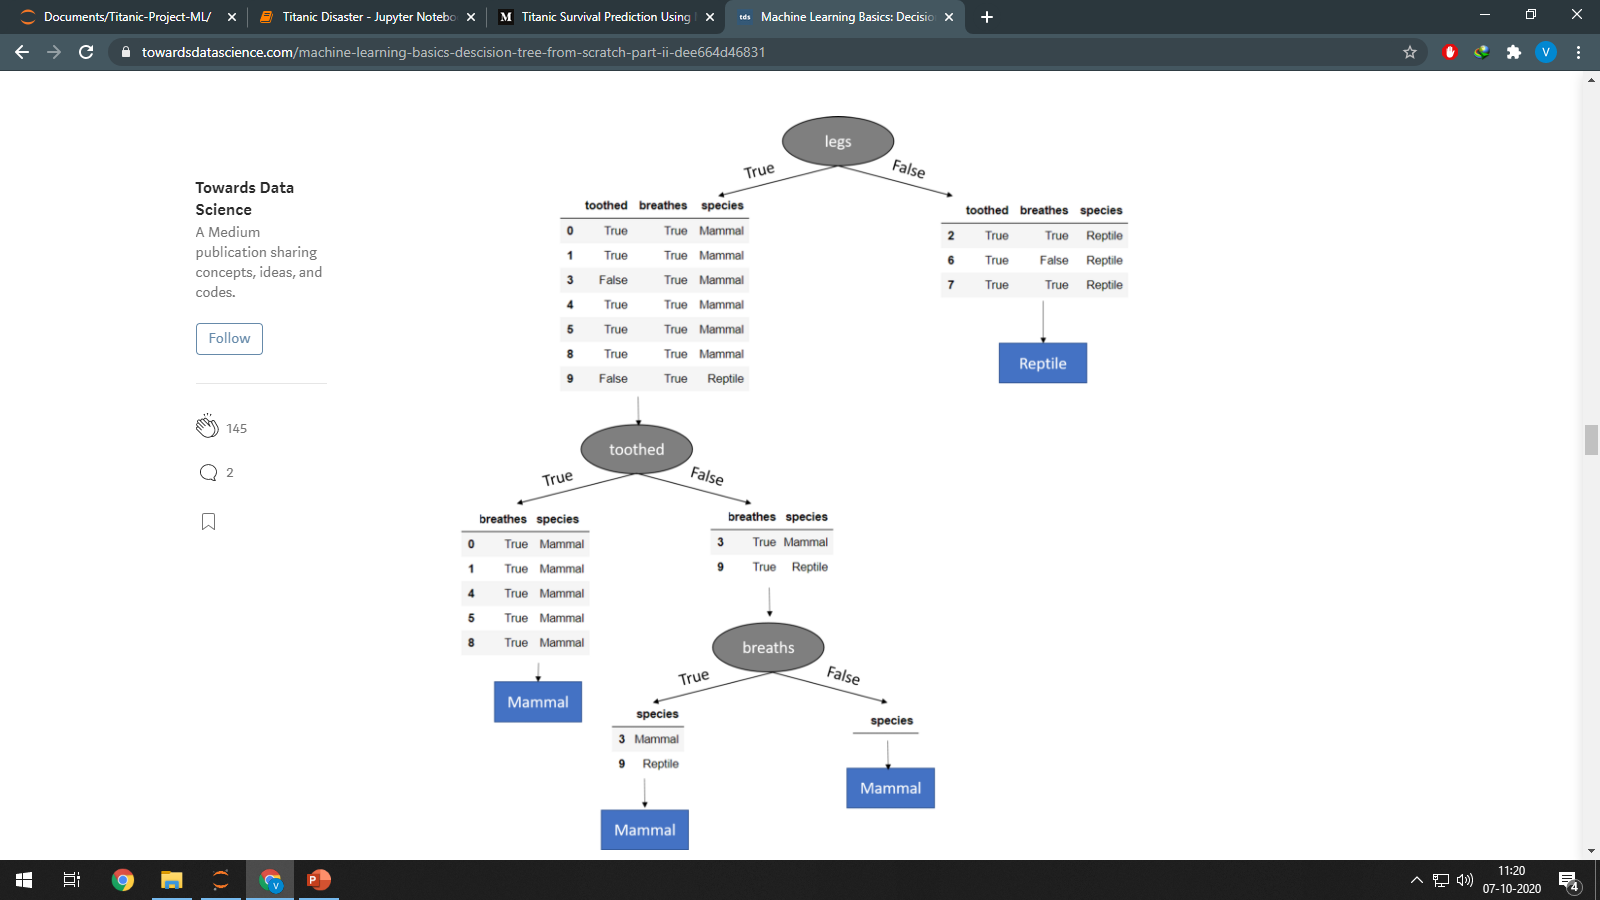 Documents/Titanic-Project-ML/
Titanic Disaster - Jupyter Notebo
Titanic Survival Prediction Using
Machine Learning Basics: Decisio
towardsdatascience.com/machine-learning-basics-descision-tree-from-scratch-part-ii-dee664d46831
V
Towards Data
Science
A Medium
publication sharing
concepts, ideas, and
codes.
Follow
145
2
legs
True
False
toothed breathes species
0 True True Mammal
1 True True Mammal
3 False True Mammal
4 True True Mammal
5 True True Mammal
8 True True Mammal
9 False True Reptile
toothed breathes species
2 True True Reptile
6 True False Reptile
7 True True Reptile
Reptile
toothed
True
False
breathes species
0 True Mammal
1 True Mammal
4 True Mammal
5 True Mammal
8 True Mammal
Mammal
breathes species
3 True Mammal
9 True Reptile
breaths
True
False
species
3 Mammal
9 Reptile
Mammal
species
Mammal
11:20
07-10-2020
4